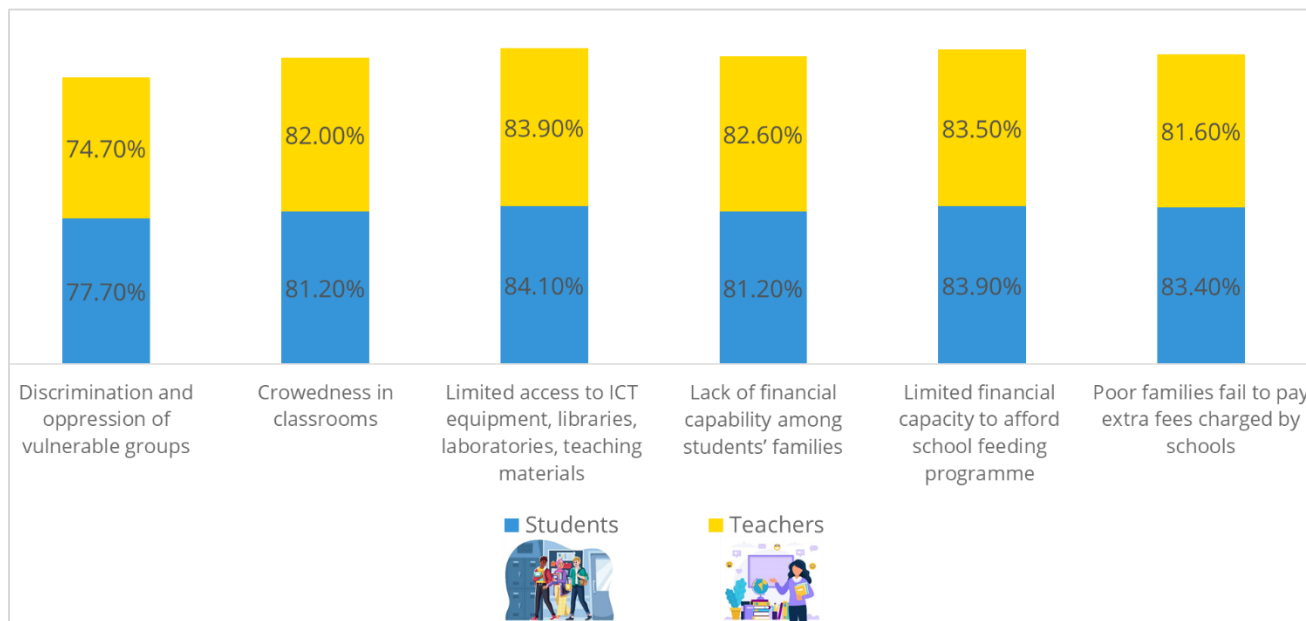 74.70%
82.00%
83.90%
82.60%
83.50%
81.60%
77.70%
81.20%
84.10%
81.20%
83.90%
83.40%
Discrimination and
oppression of
vulnerable groups
Crowedness in
classrooms
Limited access to ICT
equipment, libraries,
laboratories, teaching
materials
Lack of financial
capability among
students’ families
Limited financial
capacity to afford
school feeding
programme
Poor families fail to pay
extra fees charged by
schools
Students
Teachers